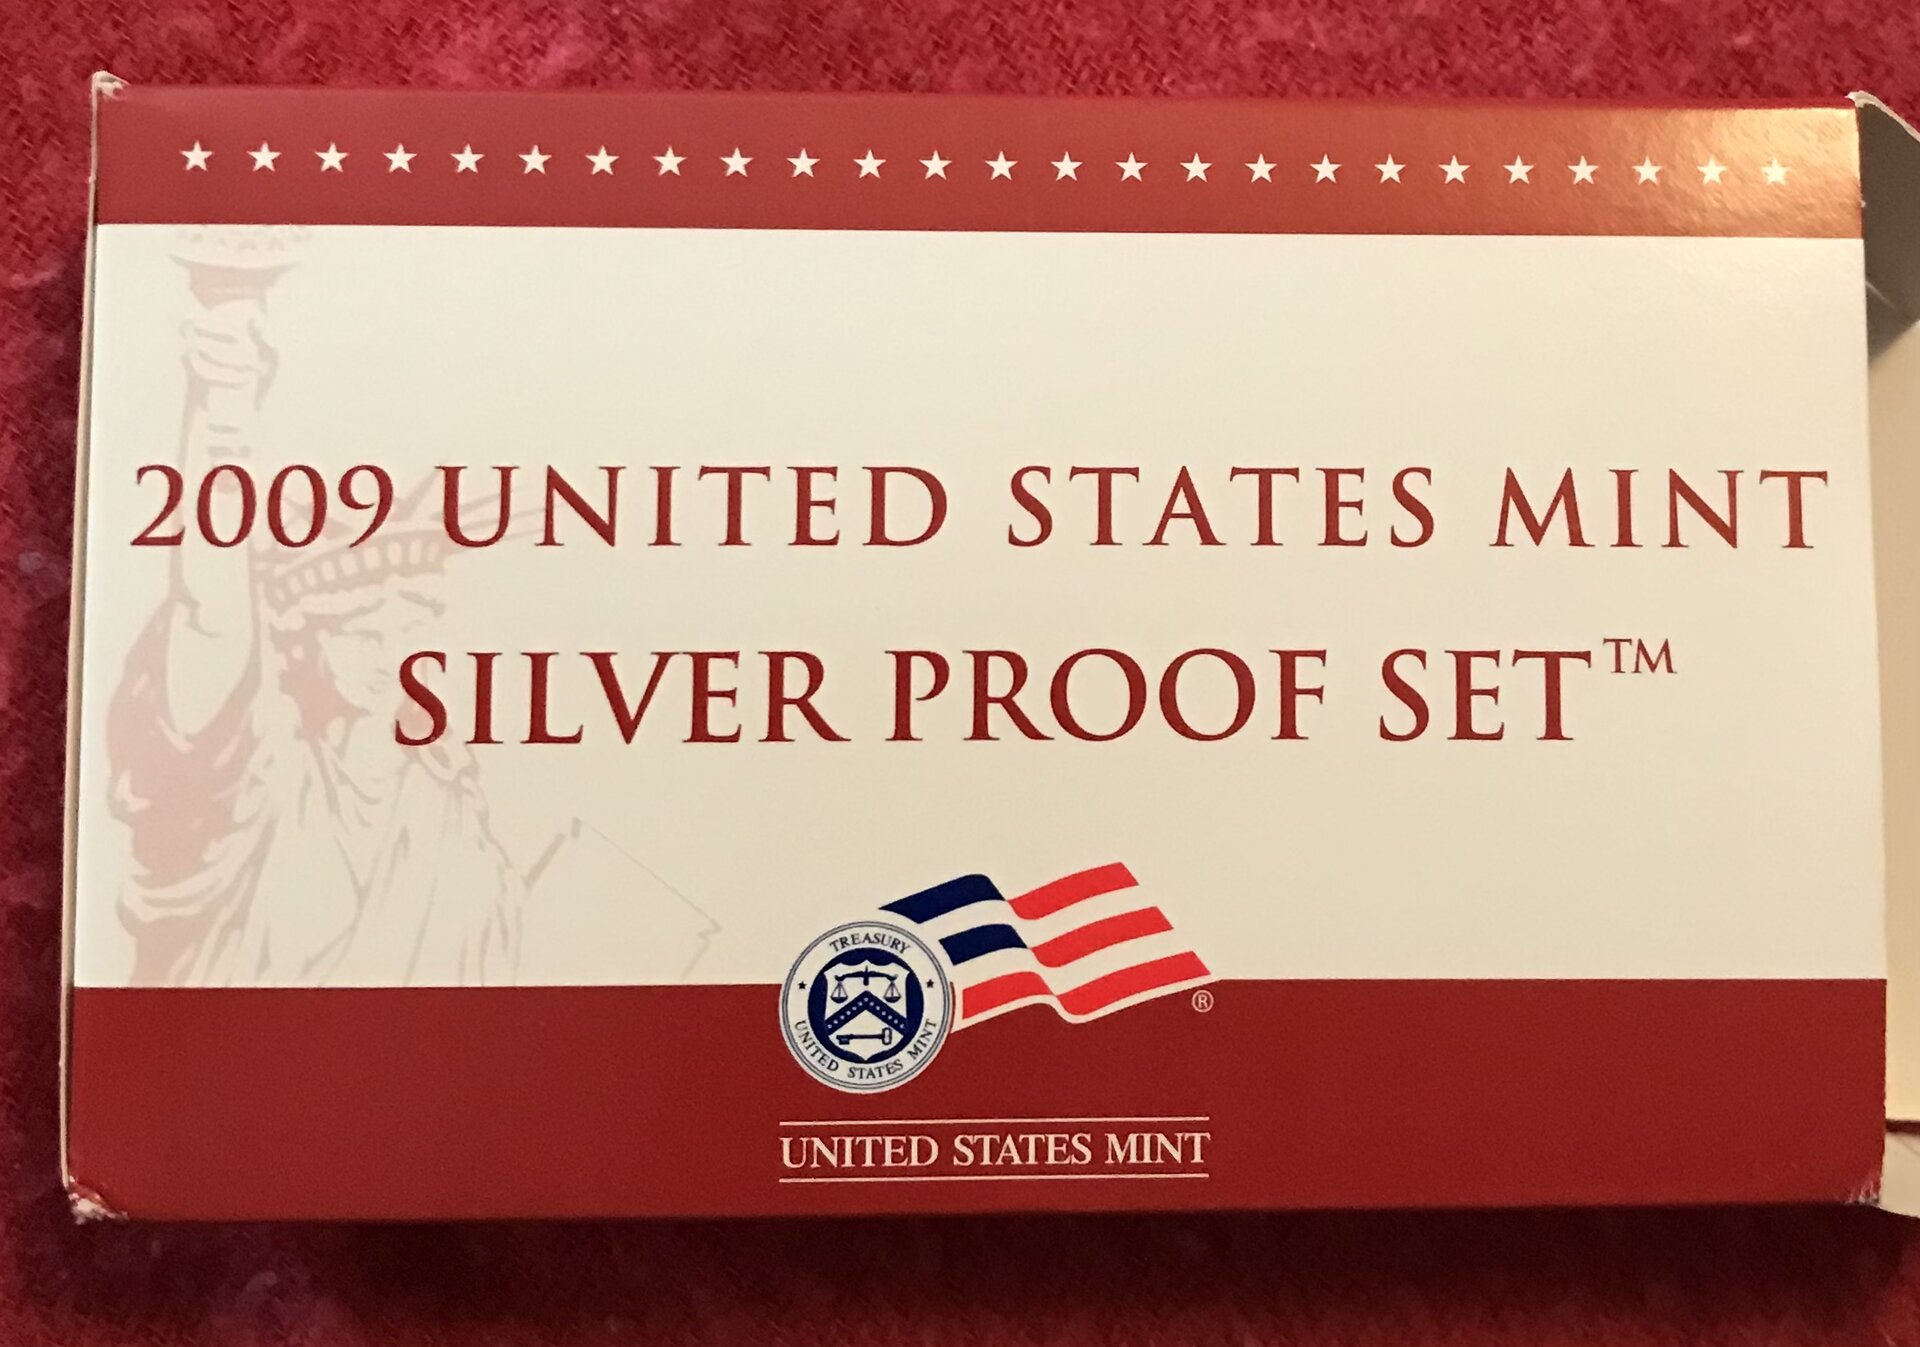 2009 UNITED STATES MINT
SILVER PROOF SET™
TREASURY
UNITED STATES MINT
®
UNITED STATES MINT